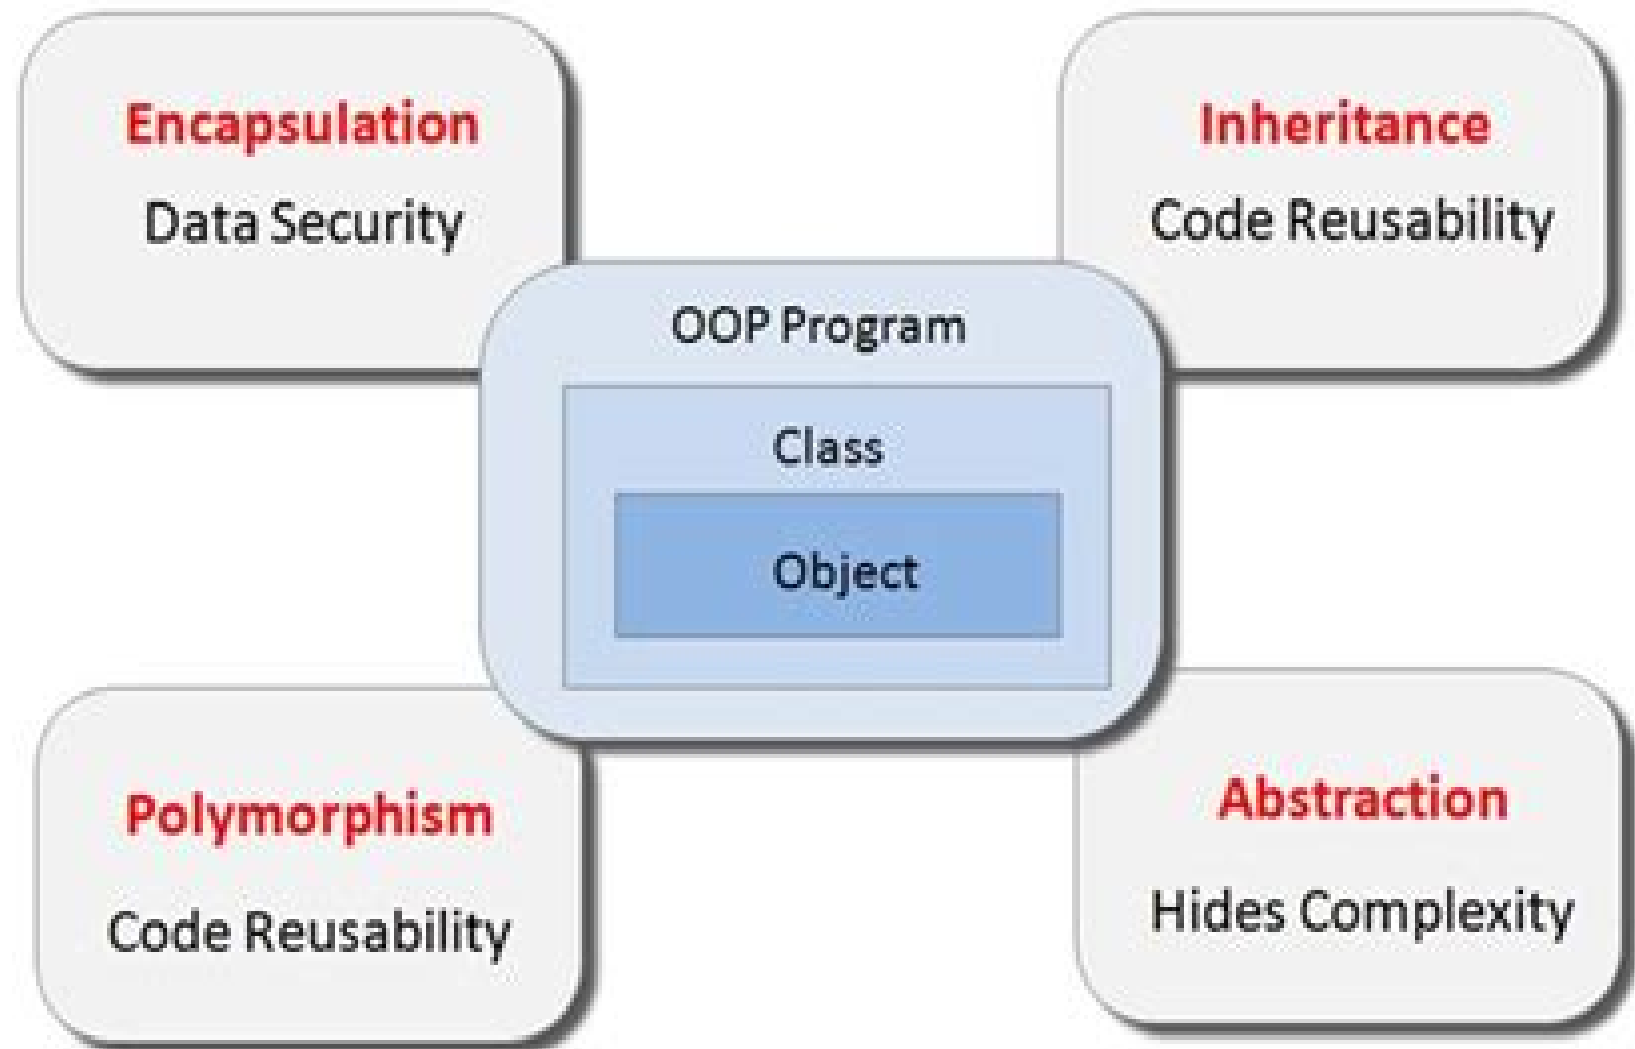 Encapsulation
Data Security
Inheritance
Code Reusability
OOP Program
Class
Object
Polymorphism
Code Reusability
Abstraction
Hides Complexity